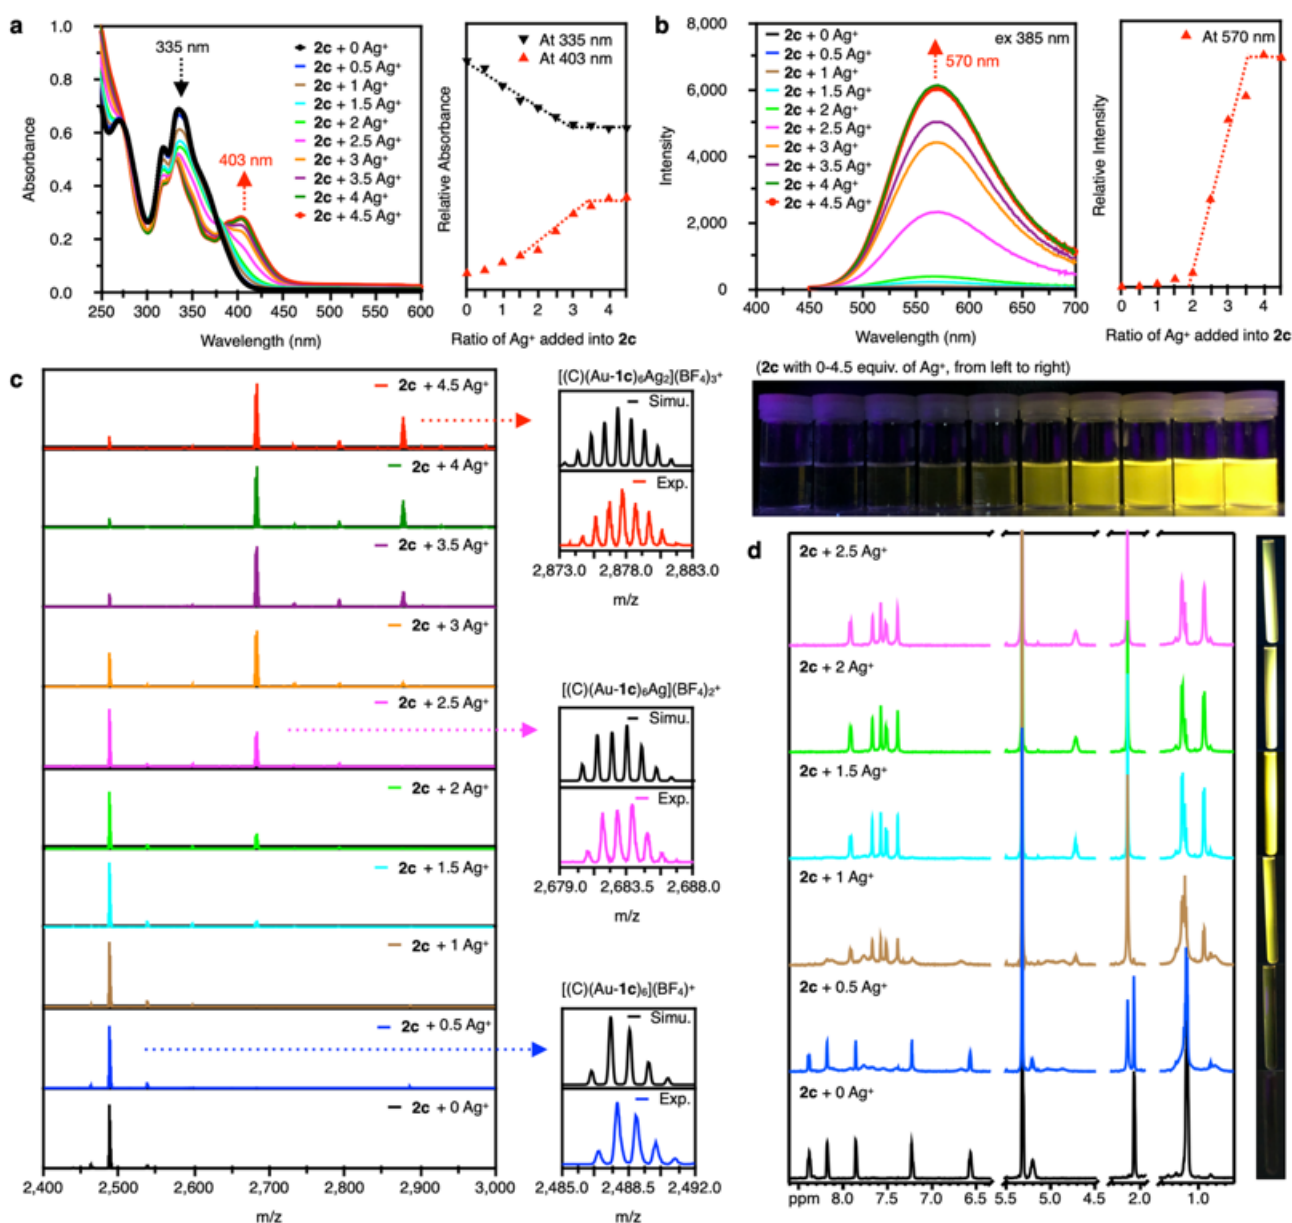 a
1.0
0.8
0.6
0.4
0.2
0.0
Absorbance
335 nm
403 nm
2c + 0 Ag⁺
2c + 0.5 Ag⁺
2c + 1 Ag⁺
2c + 1.5 Ag⁺
2c + 2 Ag⁺
2c + 2.5 Ag⁺
2c + 3 Ag⁺
2c + 3.5 Ag⁺
2c + 4 Ag⁺
2c + 4.5 Ag⁺
250 300 350 400 450 500 550 600
Wavelength (nm)
Relative Absorbance
At 335 nm
At 403 nm
0 1 2 3 4
Ratio of Ag⁺ added into 2c
b
8,000
6,000
4,000
2,000
0
Intensity
ex 385 nm
570 nm
2c + 0 Ag⁺
2c + 0.5 Ag⁺
2c + 1 Ag⁺
2c + 1.5 Ag⁺
2c + 2 Ag⁺
2c + 2.5 Ag⁺
2c + 3 Ag⁺
2c + 3.5 Ag⁺
2c + 4 Ag⁺
2c + 4.5 Ag⁺
400 450 500 550 600 650 700
Wavelength (nm)
Relative Intensity
At 570 nm
0 1 2 3 4
Ratio of Ag⁺ added into 2c
(2c with 0-4.5 equiv. of Ag⁺, from left to right)
c
2c + 4.5 Ag⁺
2c + 4 Ag⁺
2c + 3.5 Ag⁺
2c + 3 Ag⁺
2c + 2.5 Ag⁺
2c + 2 Ag⁺
2c + 1.5 Ag⁺
2c + 1 Ag⁺
2c + 0.5 Ag⁺
2c + 0 Ag⁺
2,400 2,500 2,600 2,700 2,800 2,900 3,000
m/z
[(C)(Au-1c)₆Ag₂](BF₄)₃⁺
Simu.
Exp.
2,873.0 2,878.0 2,883.0
m/z
[(C)(Au-1c)₆Ag](BF₄)₂⁺
Simu.
Exp.
2,679.0 2,683.5 2,688.0
m/z
[(C)(Au-1c)₆](BF₄)⁺
Simu.
Exp.
2,485.0 2,488.5 2,492.0
m/z
d
2c + 2.5 Ag⁺
2c + 2 Ag⁺
2c + 1.5 Ag⁺
2c + 1 Ag⁺
2c + 0.5 Ag⁺
2c + 0 Ag⁺
ppm 8.0 7.5 7.0 6.5 5.5 5.0 4.5 2.0 1.0